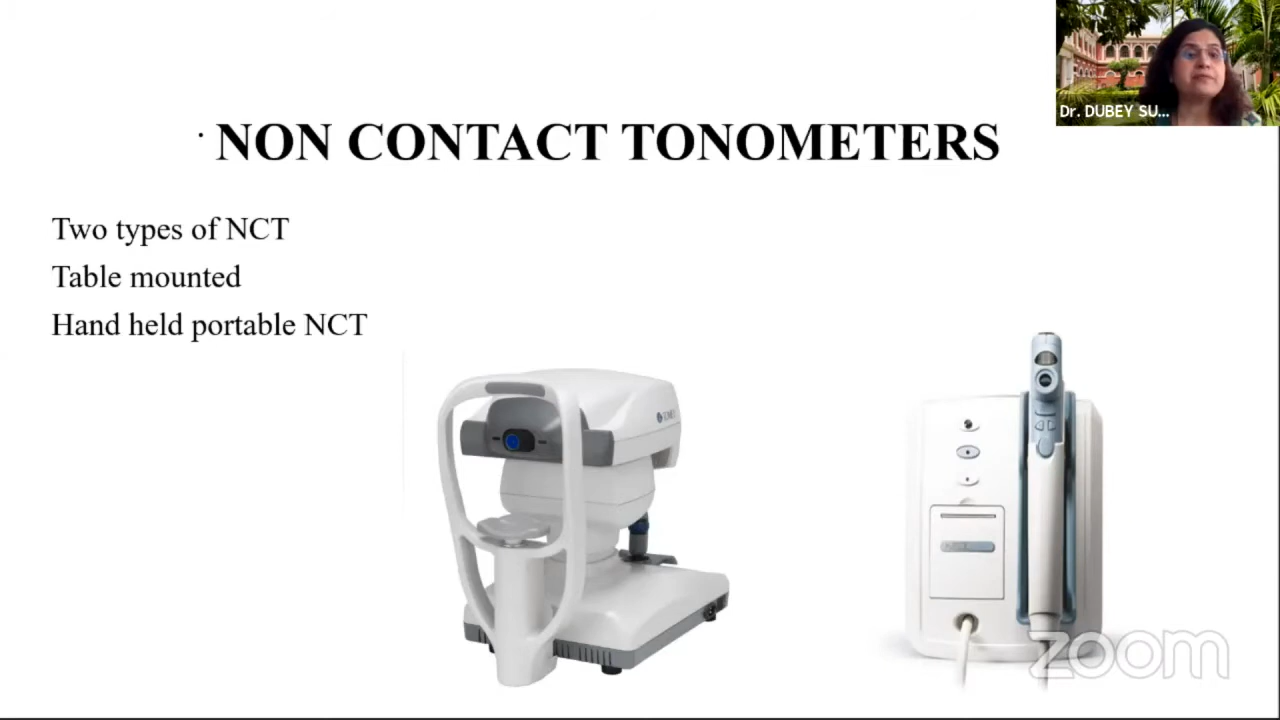 Dr. DUBEY SU...
NON CONTACT TONOMETERS
Two types of NCT
Table mounted
Hand held portable NCT
zoom